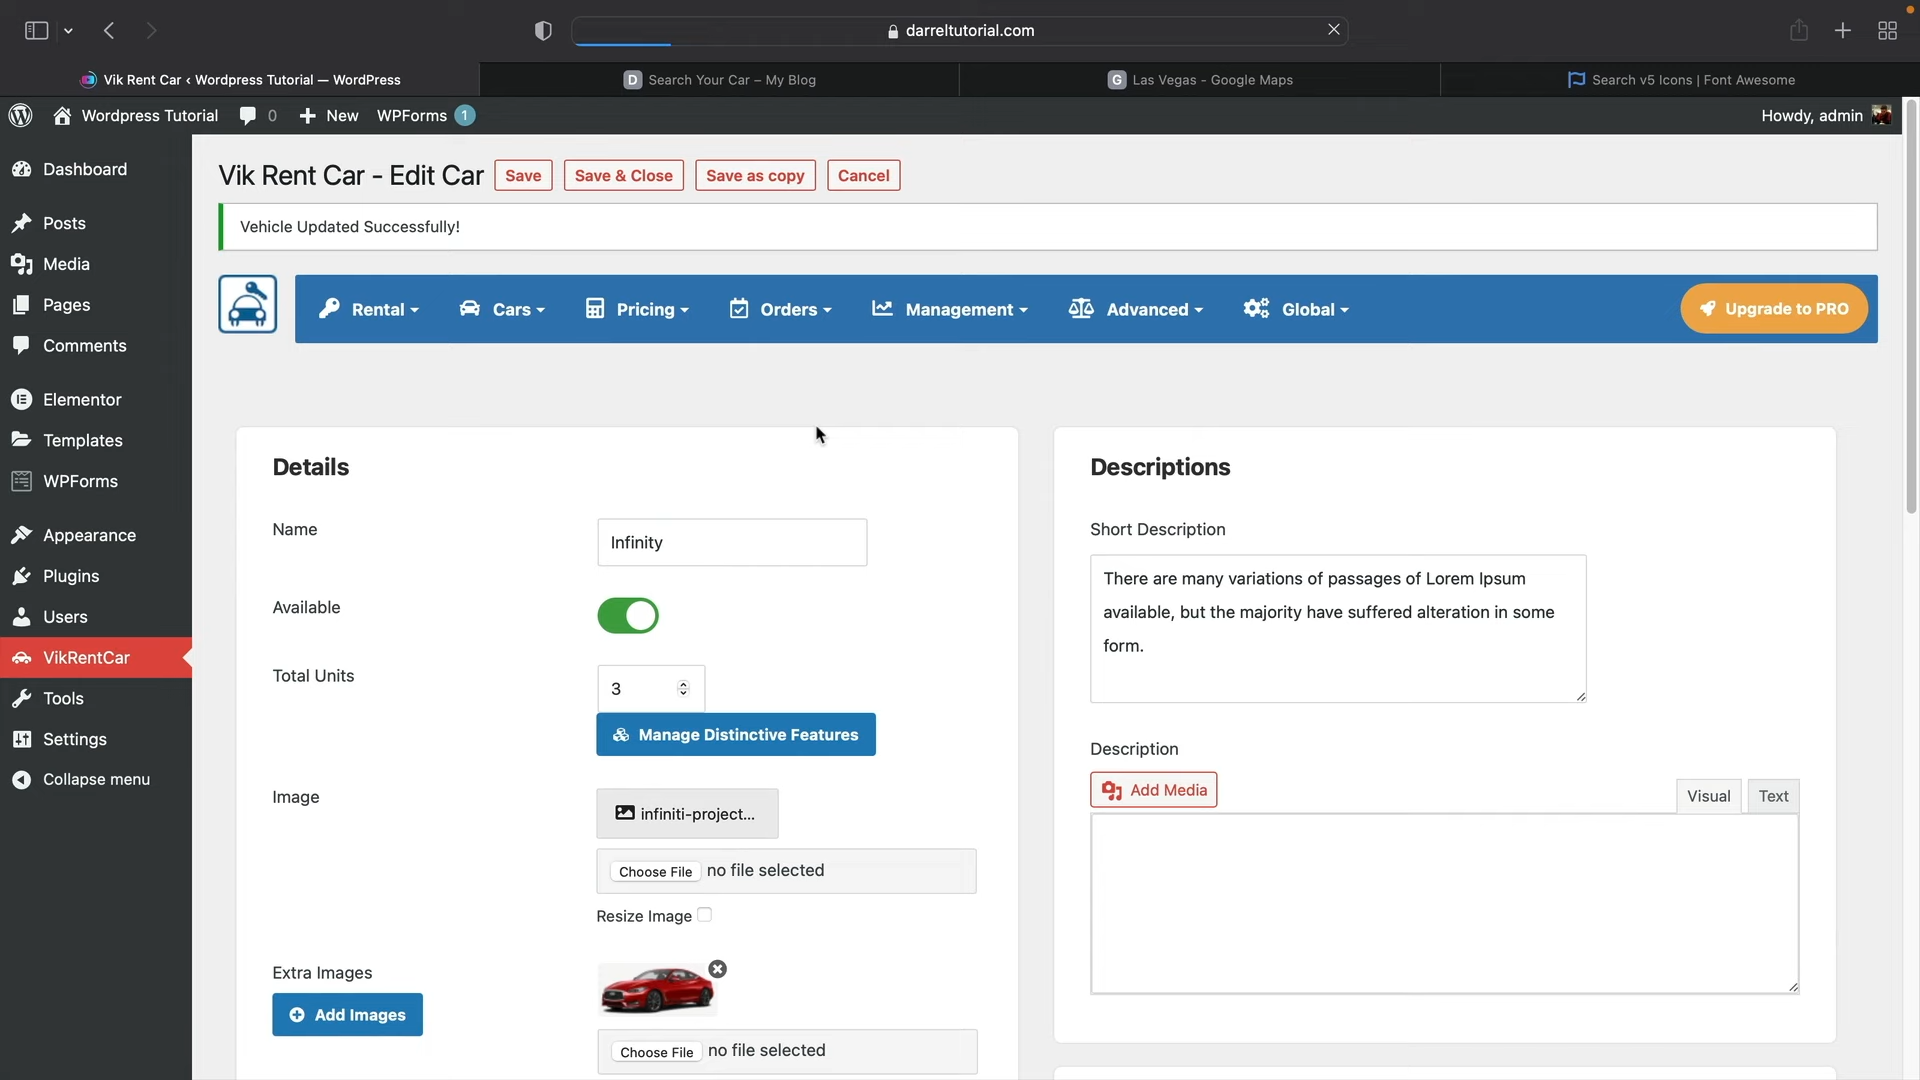 darreltutorial.com
Vik Rent Car ‹ Wordpress Tutorial — WordPress
D Search Your Car – My Blog
G Las Vegas - Google Maps
Search v5 Icons | Font Awesome
Wordpress Tutorial 0 New WPForms 1
Howdy, admin
Dashboard
Posts
Media
Pages
Comments
Elementor
Templates
WPForms
Appearance
Plugins
Users
VikRentCar
Tools
Settings
Collapse menu
Vik Rent Car - Edit Car Save Save & Close Save as copy Cancel
Vehicle Updated Successfully!
Rental Cars Pricing Orders Management Advanced Global Upgrade to PRO
Details
Name Infinity
Available
Total Units 3
Manage Distinctive Features
Image infiniti-project...
Choose File no file selected
Resize Image
Extra Images
Add Images
Choose File no file selected
Descriptions
Short Description
There are many variations of passages of Lorem Ipsum
available, but the majority have suffered alteration in some
form.
Description
Add Media
Visual Text